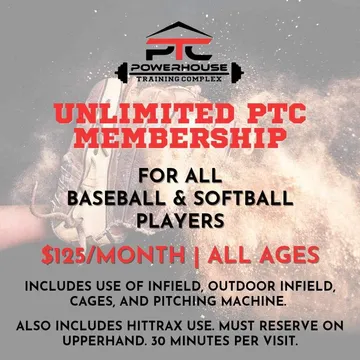 PTC
POWERHOUSE
TRAINING COMPLEX
UNLIMITED PTC
MEMBERSHIP
FOR ALL
BASEBALL & SOFTBALL
PLAYERS
$125/MONTH | ALL AGES
INCLUDES USE OF INFIELD, OUTDOOR INFIELD,
CAGES, AND PITCHING MACHINE.
ALSO INCLUDES HITTRAX USE. MUST RESERVE ON
UPPERHAND. 30 MINUTES PER VISIT.